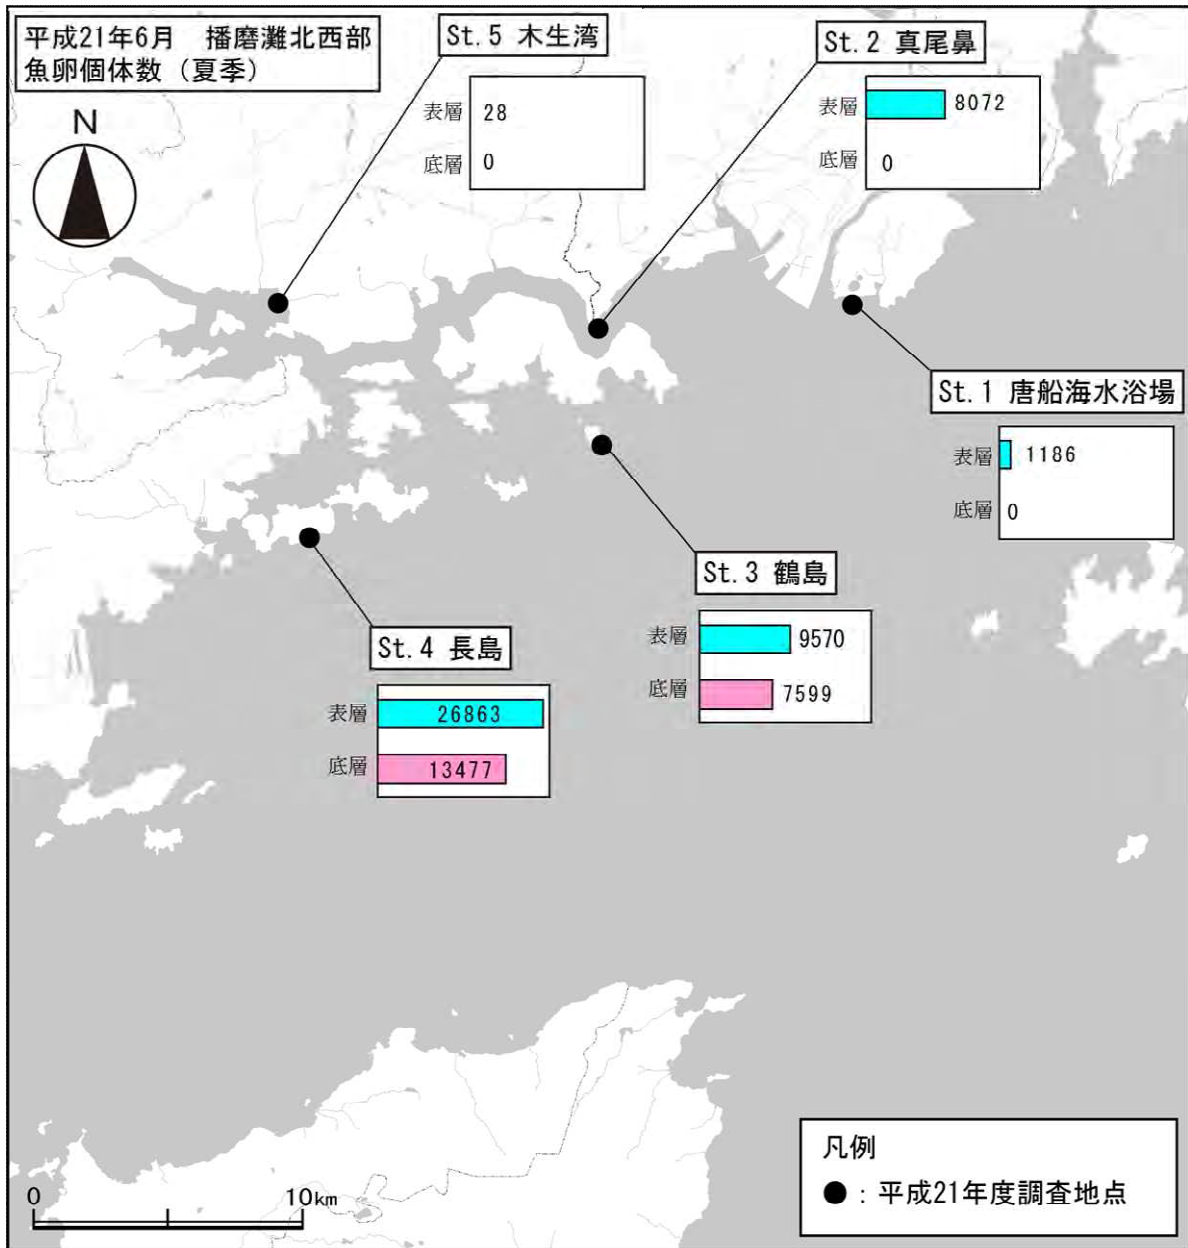 平成21年6月　播磨灘北西部
魚卵個体数（夏季）
N
St.5 木生湾
表層 28
底層 0
St.2 真尾鼻
表層 8072
底層 0
St.1 唐船海水浴場
表層 1186
底層 0
St.3 鶴島
表層 9570
底層 7599
St.4 長島
表層 26863
底層 13477
0 10km
凡例
●：平成21年度調査地点